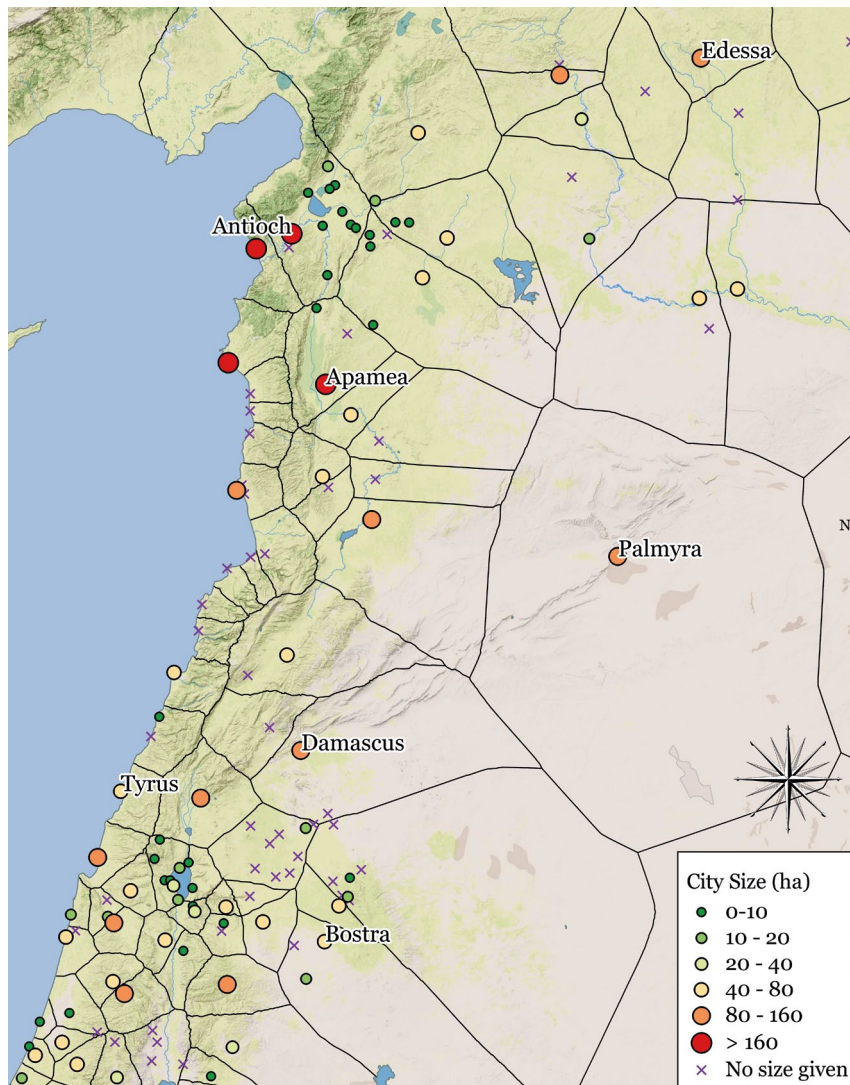 Edessa
Antioch
Apamea
N
Palmyra
Damascus
Tyrus
Bostra
City Size (ha)
0-10
10 - 20
20 - 40
40 - 80
80 - 160
> 160
No size given